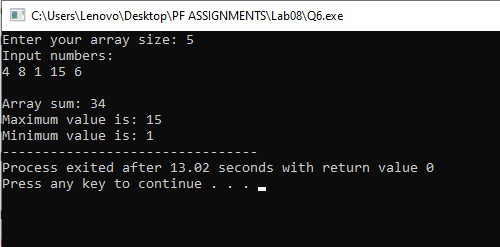 C:\Users\Lenovo\Desktop\PF ASSIGNMENTS\Lab08\Q6.exe
Enter your array size: 5
Input numbers:
4 8 1 15 6

Array sum: 34
Maximum value is: 15
Minimum value is: 1
--------------------------------
Process exited after 13.02 seconds with return value 0
Press any key to continue . . .